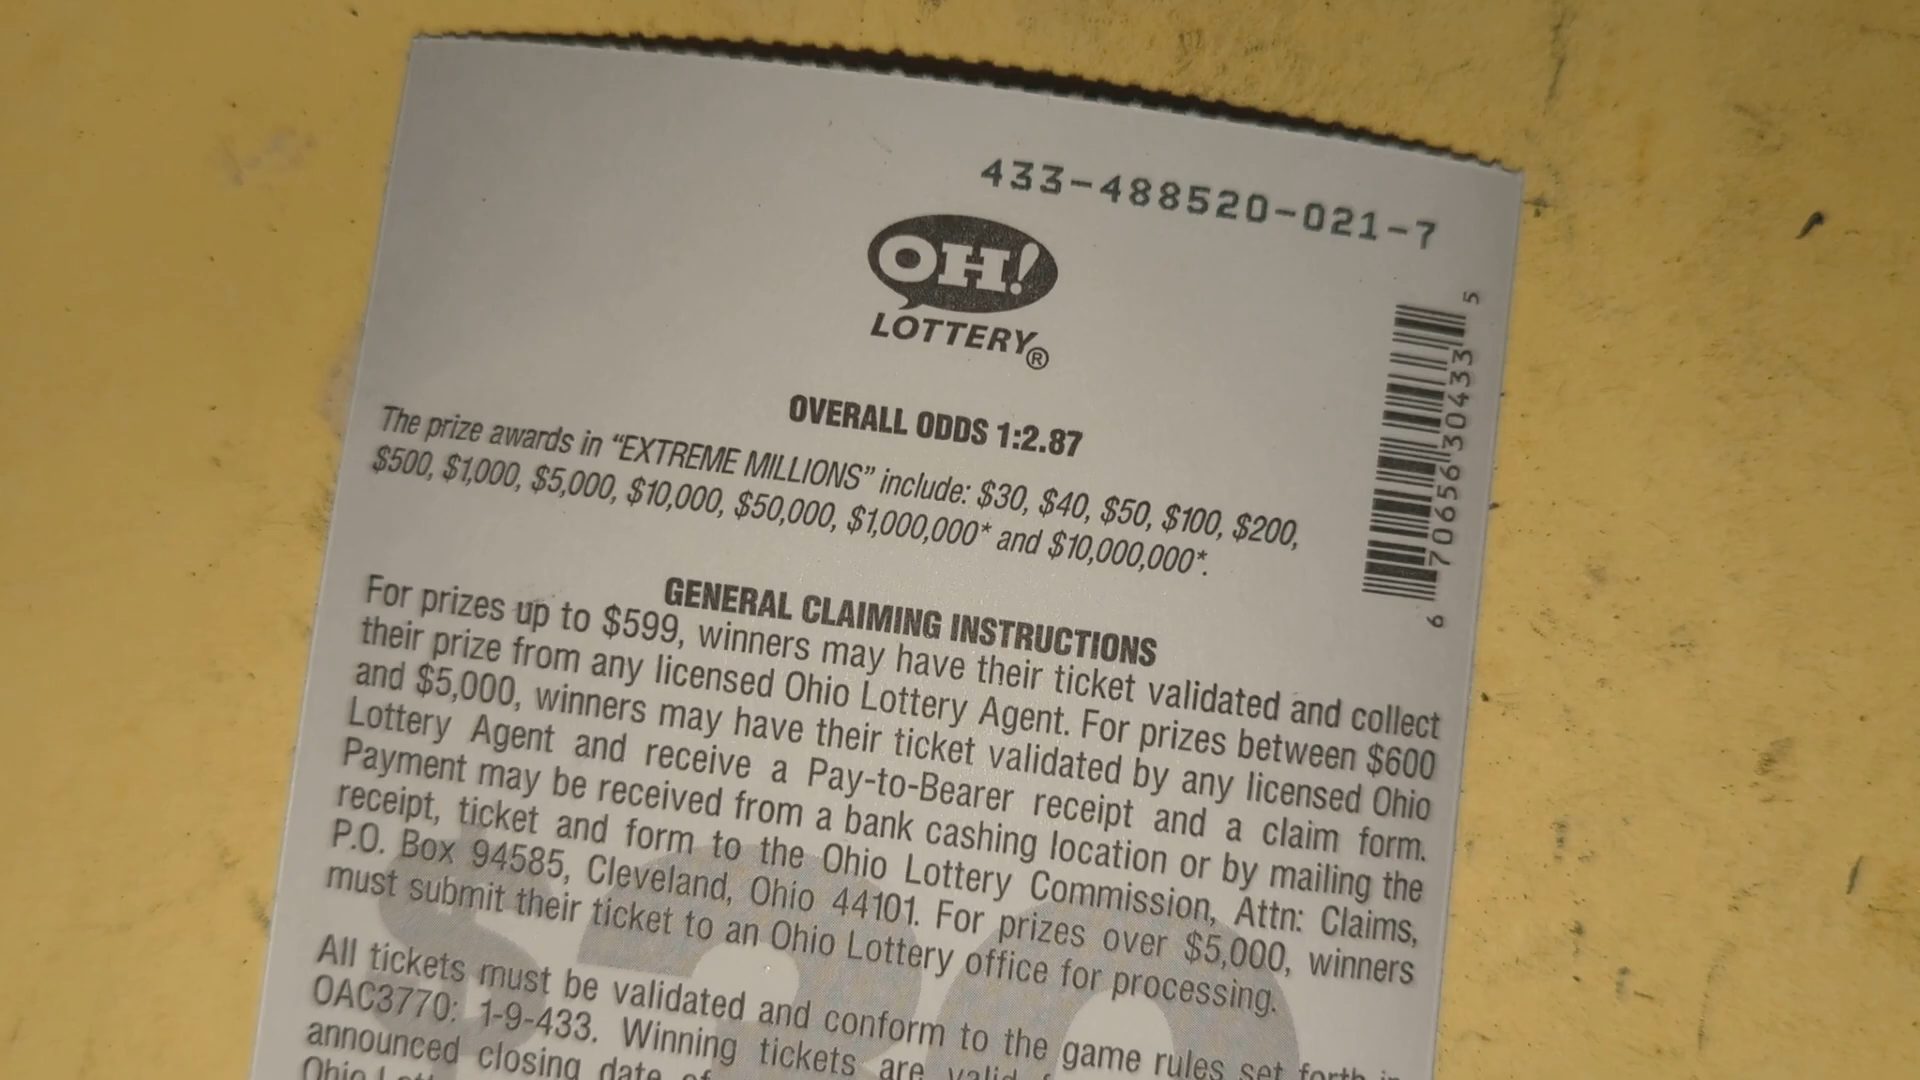 433-488520-021-7
OH!
LOTTERY®
OVERALL ODDS 1:2.87
The prize awards in “EXTREME MILLIONS” include: $30, $40, $50, $100, $200,
$500, $1,000, $5,000, $10,000, $50,000, $1,000,000* and $10,000,000*.
6 70656 30433 5
GENERAL CLAIMING INSTRUCTIONS
For prizes up to $599, winners may have their ticket validated and collect
their prize from any licensed Ohio Lottery Agent. For prizes between $600
and $5,000, winners may have their ticket validated by any licensed Ohio
Lottery Agent and receive a Pay-to-Bearer receipt and a claim form.
Payment may be received from a bank cashing location or by mailing the
receipt, ticket and form to the Ohio Lottery Commission, Attn: Claims,
P.O. Box 94585, Cleveland, Ohio 44101. For prizes over $5,000, winners
must submit their ticket to an Ohio Lottery office for processing.
All tickets must be validated and conform to the game rules set forth in
OAC3770: 1-9-433. Winning tickets are valid
announced closing date of
Ohio
$30